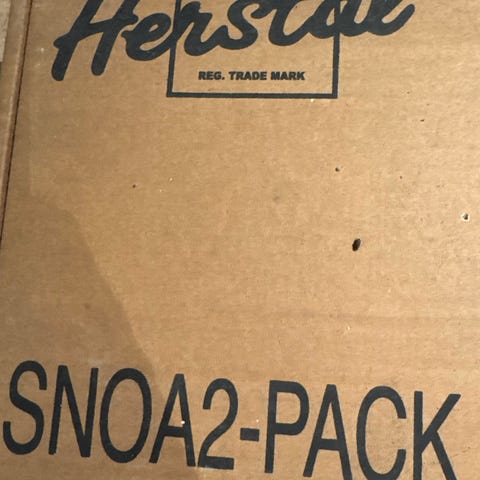 Herstal
REG. TRADE MARK
SNOA2-PACK